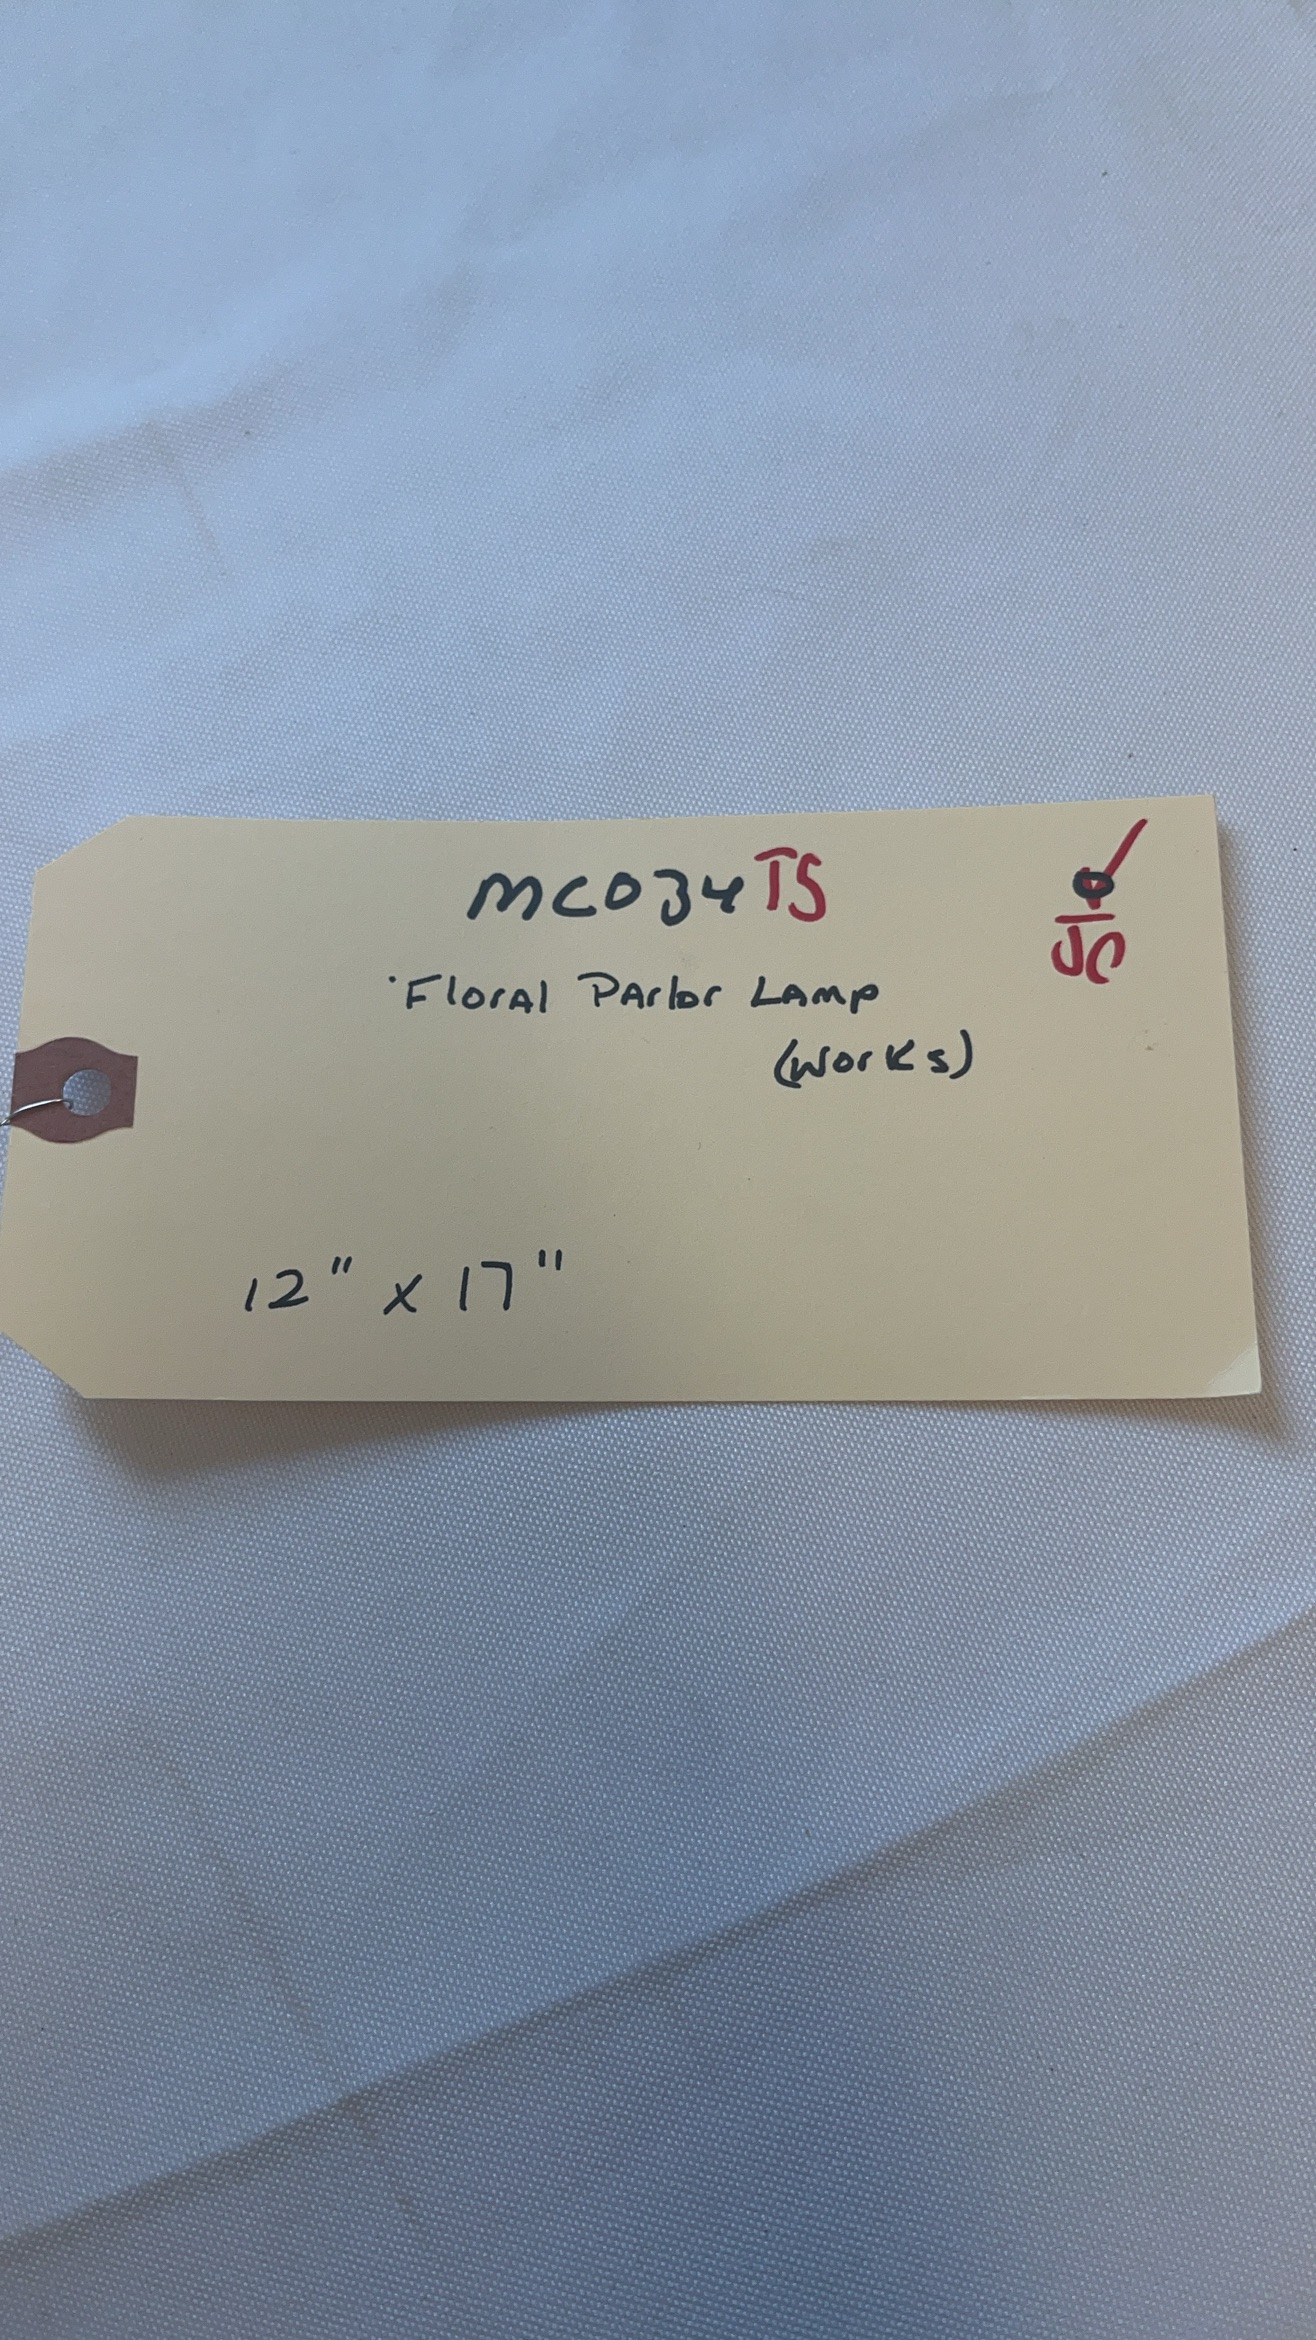 MC034TS
Floral Parlor Lamp
(Works)
12" x 17"
JC